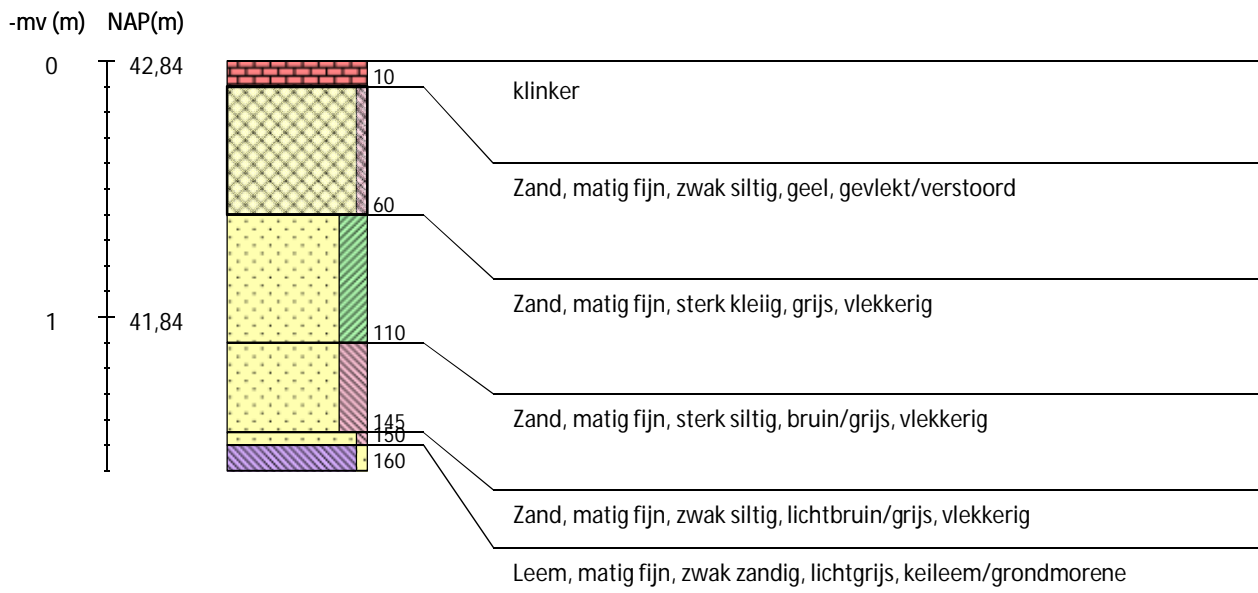 -mv (m) NAP(m)
0 42,84
10
klinker
Zand, matig fijn, zwak siltig, geel, gevlekt/verstoord
60
Zand, matig fijn, sterk kleiig, grijs, vlekkerig
1 41,84
110
Zand, matig fijn, sterk siltig, bruin/grijs, vlekkerig
145
150
160
Zand, matig fijn, zwak siltig, lichtbruin/grijs, vlekkerig
Leem, matig fijn, zwak zandig, lichtgrijs, keileem/grondmorene